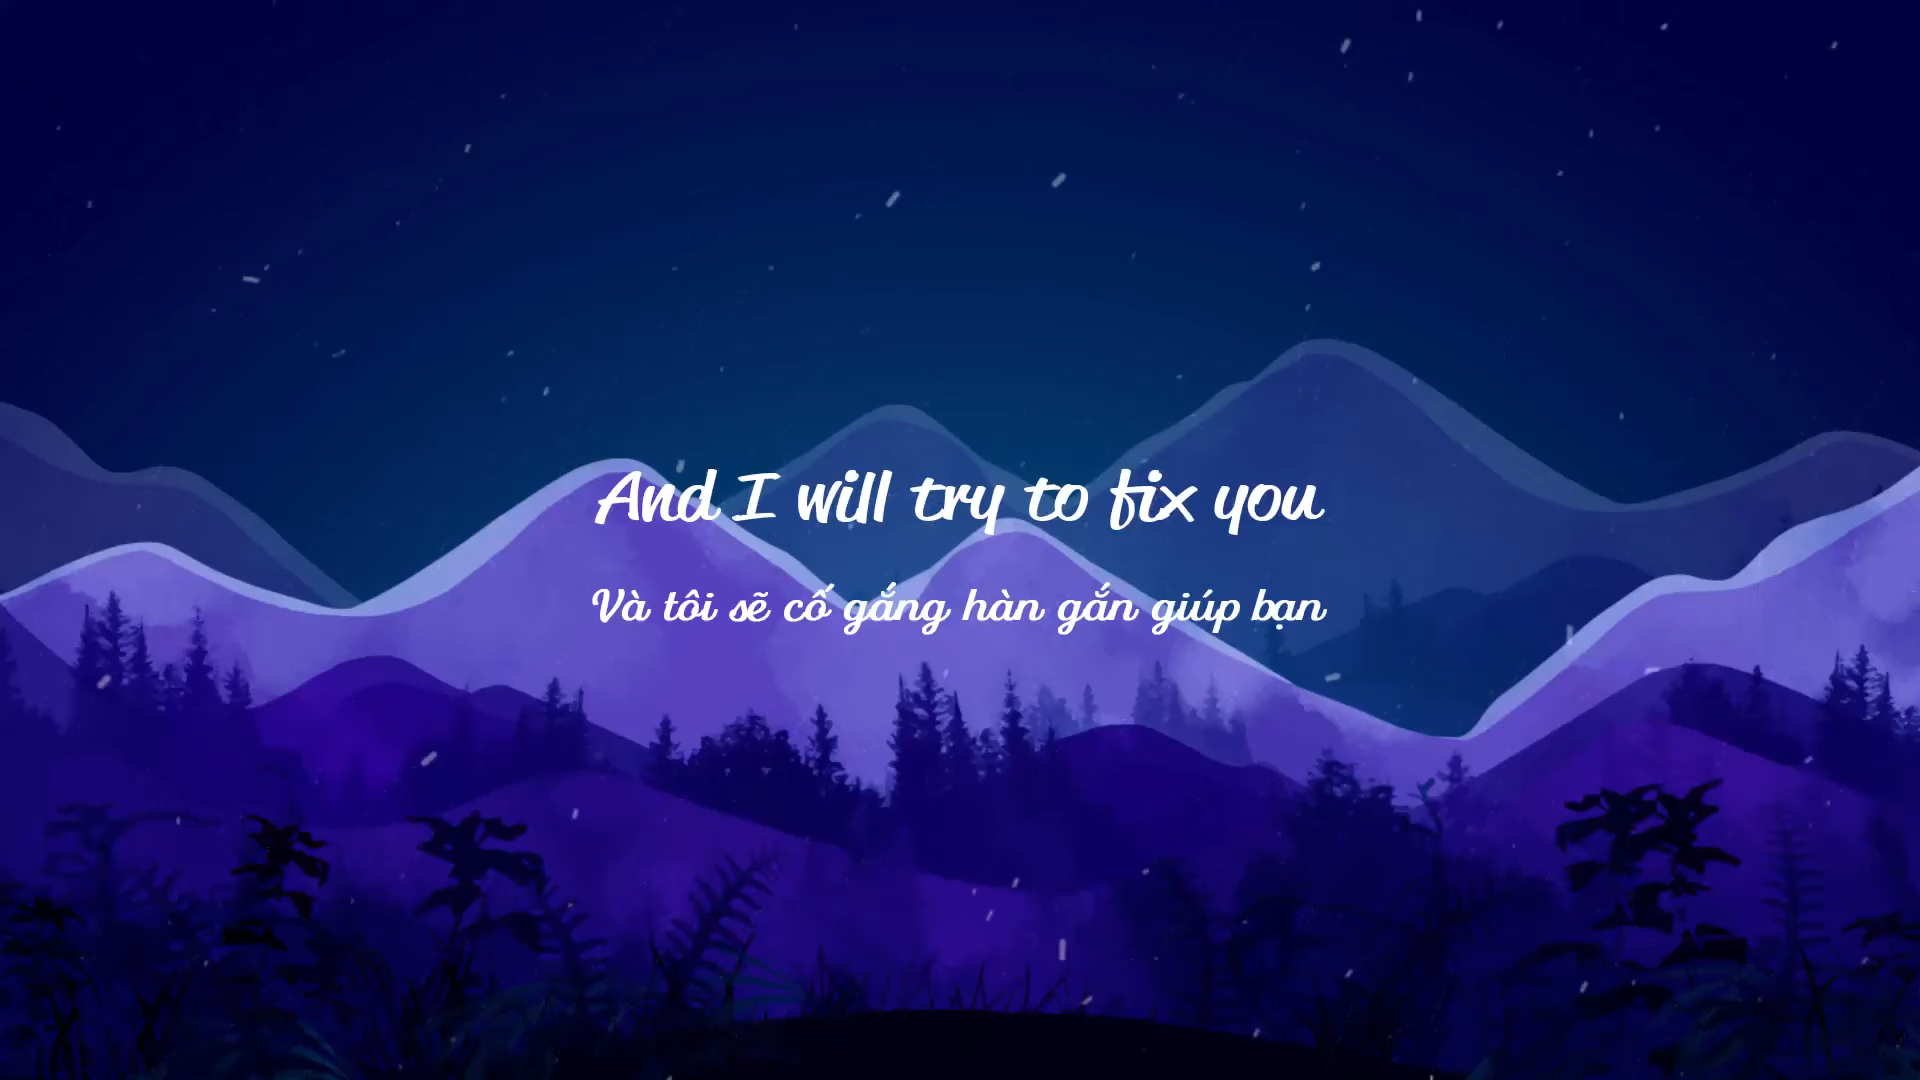 And I will try to fix you
Và tôi sẽ cố gắng hàn gắn giúp bạn